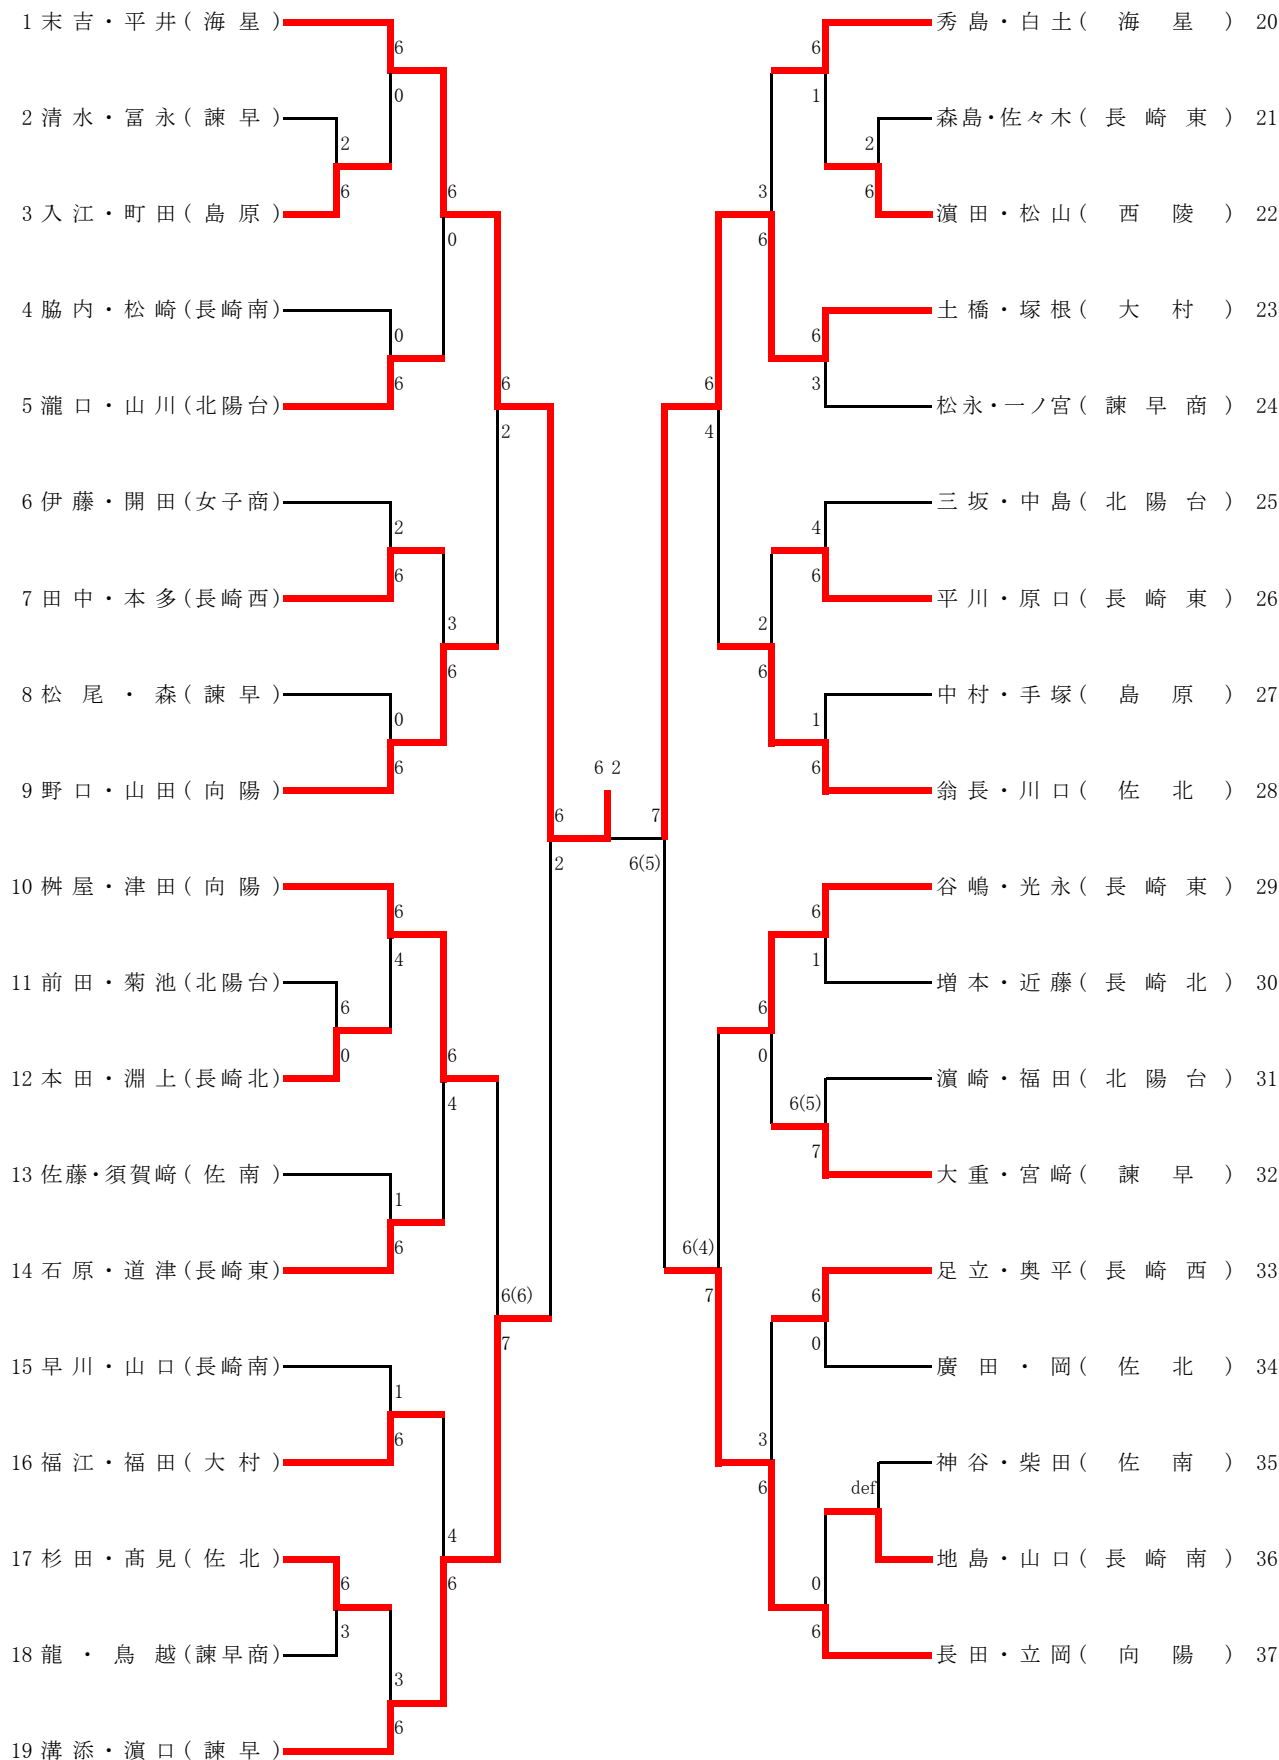 1 末吉・平井(海星)
6
0
2 清水・冨永(諫早)
2
6
3 入江・町田(島原)
6
0
4 脇内・松崎(長崎南)
0
6
5 瀧口・山川(北陽台)
6
2
6 伊藤・開田(女子商)
2
6
7 田中・本多(長崎西)
3
6
8 松尾・森(諫早)
0
6
9 野口・山田(向陽)
6
2
10 桝屋・津田(向陽)
6
4
11 前田・菊池(北陽台)
6
0
12 本田・淵上(長崎北)
6
4
13 佐藤・須賀﨑(佐南)
1
6
14 石原・道津(長崎東)
6(6)
7
15 早川・山口(長崎南)
1
6
16 福江・福田(大村)
4
6
17 杉田・髙見(佐北)
6
3
18 龍・鳥越(諫早商)
3
6
19 溝添・濵口(諫早)
6 2
秀島・白土(海星) 20
6
1
森島・佐々木(長崎東) 21
2
6
濵田・松山(西陵) 22
3
6
土橋・塚根(大村) 23
6
3
松永・一ノ宮(諫早商) 24
6
4
三坂・中島(北陽台) 25
4
6
平川・原口(長崎東) 26
2
6
中村・手塚(島原) 27
1
6
翁長・川口(佐北) 28
7
6(5)
谷嶋・光永(長崎東) 29
6
1
増本・近藤(長崎北) 30
6
0
濵崎・福田(北陽台) 31
6(5)
7
大重・宮﨑(諫早) 32
6(4)
7
足立・奥平(長崎西) 33
6
0
廣田・岡(佐北) 34
3
6
神谷・柴田(佐南) 35
def
地島・山口(長崎南) 36
0
6
長田・立岡(向陽) 37